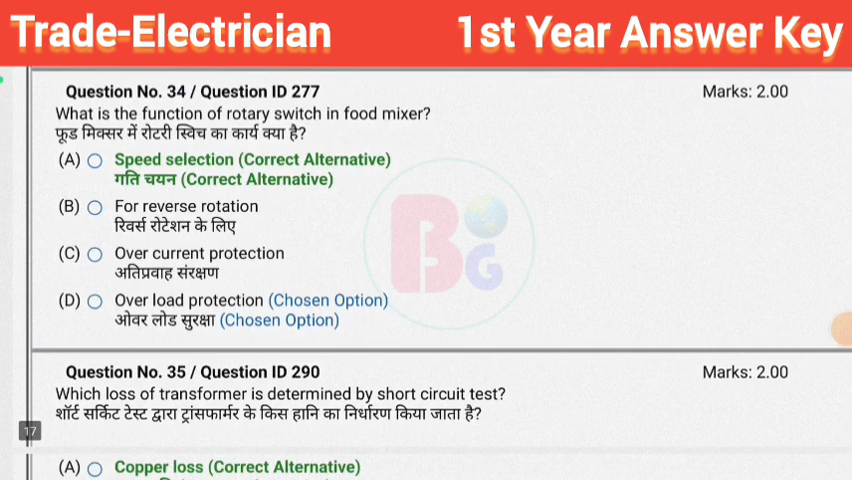 Trade-Electrician 1st Year Answer Key
Question No. 34 / Question ID 277 Marks: 2.00
What is the function of rotary switch in food mixer?
फूड मिक्सर में रोटरी स्विच का कार्य क्या है?
(A) Speed selection (Correct Alternative)
गति चयन (Correct Alternative)
(B) For reverse rotation
रिवर्स रोटेशन के लिए
(C) Over current protection
अतिप्रवाह संरक्षण
(D) Over load protection (Chosen Option)
ओवर लोड सुरक्षा (Chosen Option)
B G
Question No. 35 / Question ID 290 Marks: 2.00
Which loss of transformer is determined by short circuit test?
शॉर्ट सर्किट टेस्ट द्वारा ट्रांसफार्मर के किस हानि का निर्धारण किया जाता है?
17
(A) Copper loss (Correct Alternative)